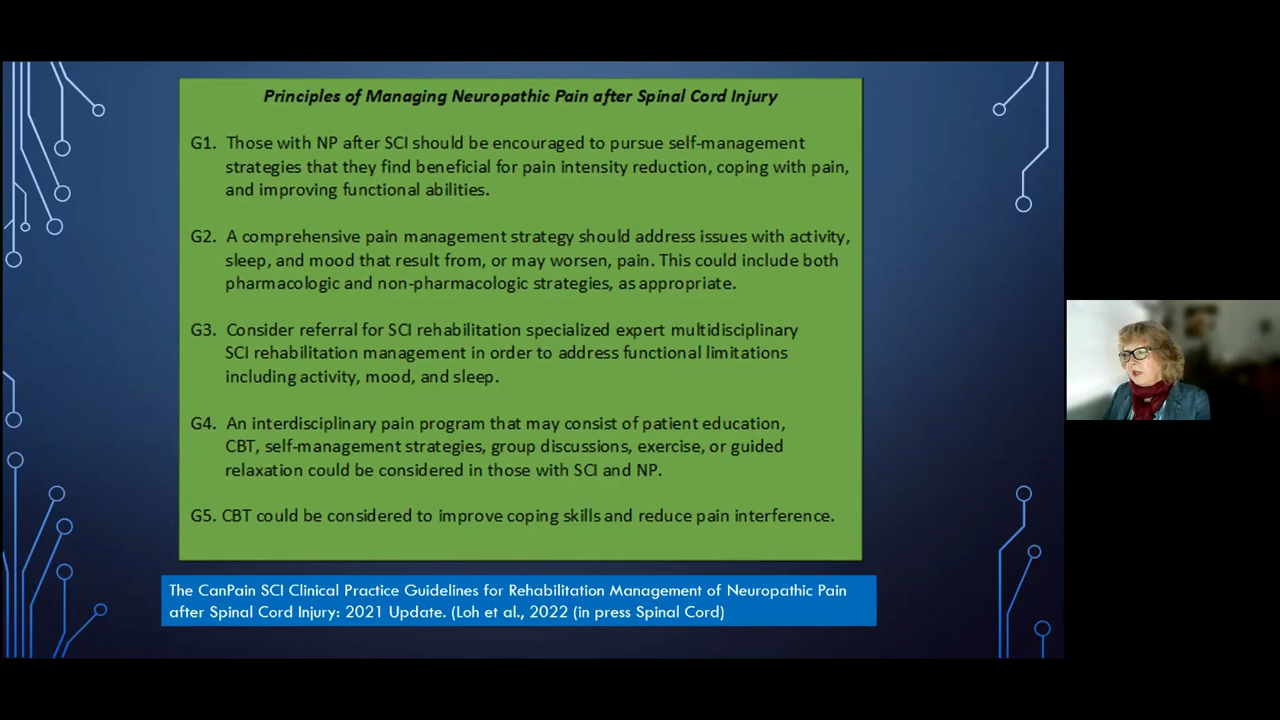 Principles of Managing Neuropathic Pain after Spinal Cord Injury
G1. Those with NP after SCI should be encouraged to pursue self-management
strategies that they find beneficial for pain intensity reduction, coping with pain,
and improving functional abilities.
G2. A comprehensive pain management strategy should address issues with activity,
sleep, and mood that result from, or may worsen, pain. This could include both
pharmacologic and non-pharmacologic strategies, as appropriate.
G3. Consider referral for SCI rehabilitation specialized expert multidisciplinary
SCI rehabilitation management in order to address functional limitations
including activity, mood, and sleep.
G4. An interdisciplinary pain program that may consist of patient education,
CBT, self-management strategies, group discussions, exercise, or guided
relaxation could be considered in those with SCI and NP.
G5. CBT could be considered to improve coping skills and reduce pain interference.
The CanPain SCI Clinical Practice Guidelines for Rehabilitation Management of Neuropathic Pain
after Spinal Cord Injury: 2021 Update. (Loh et al., 2022 (in press Spinal Cord)